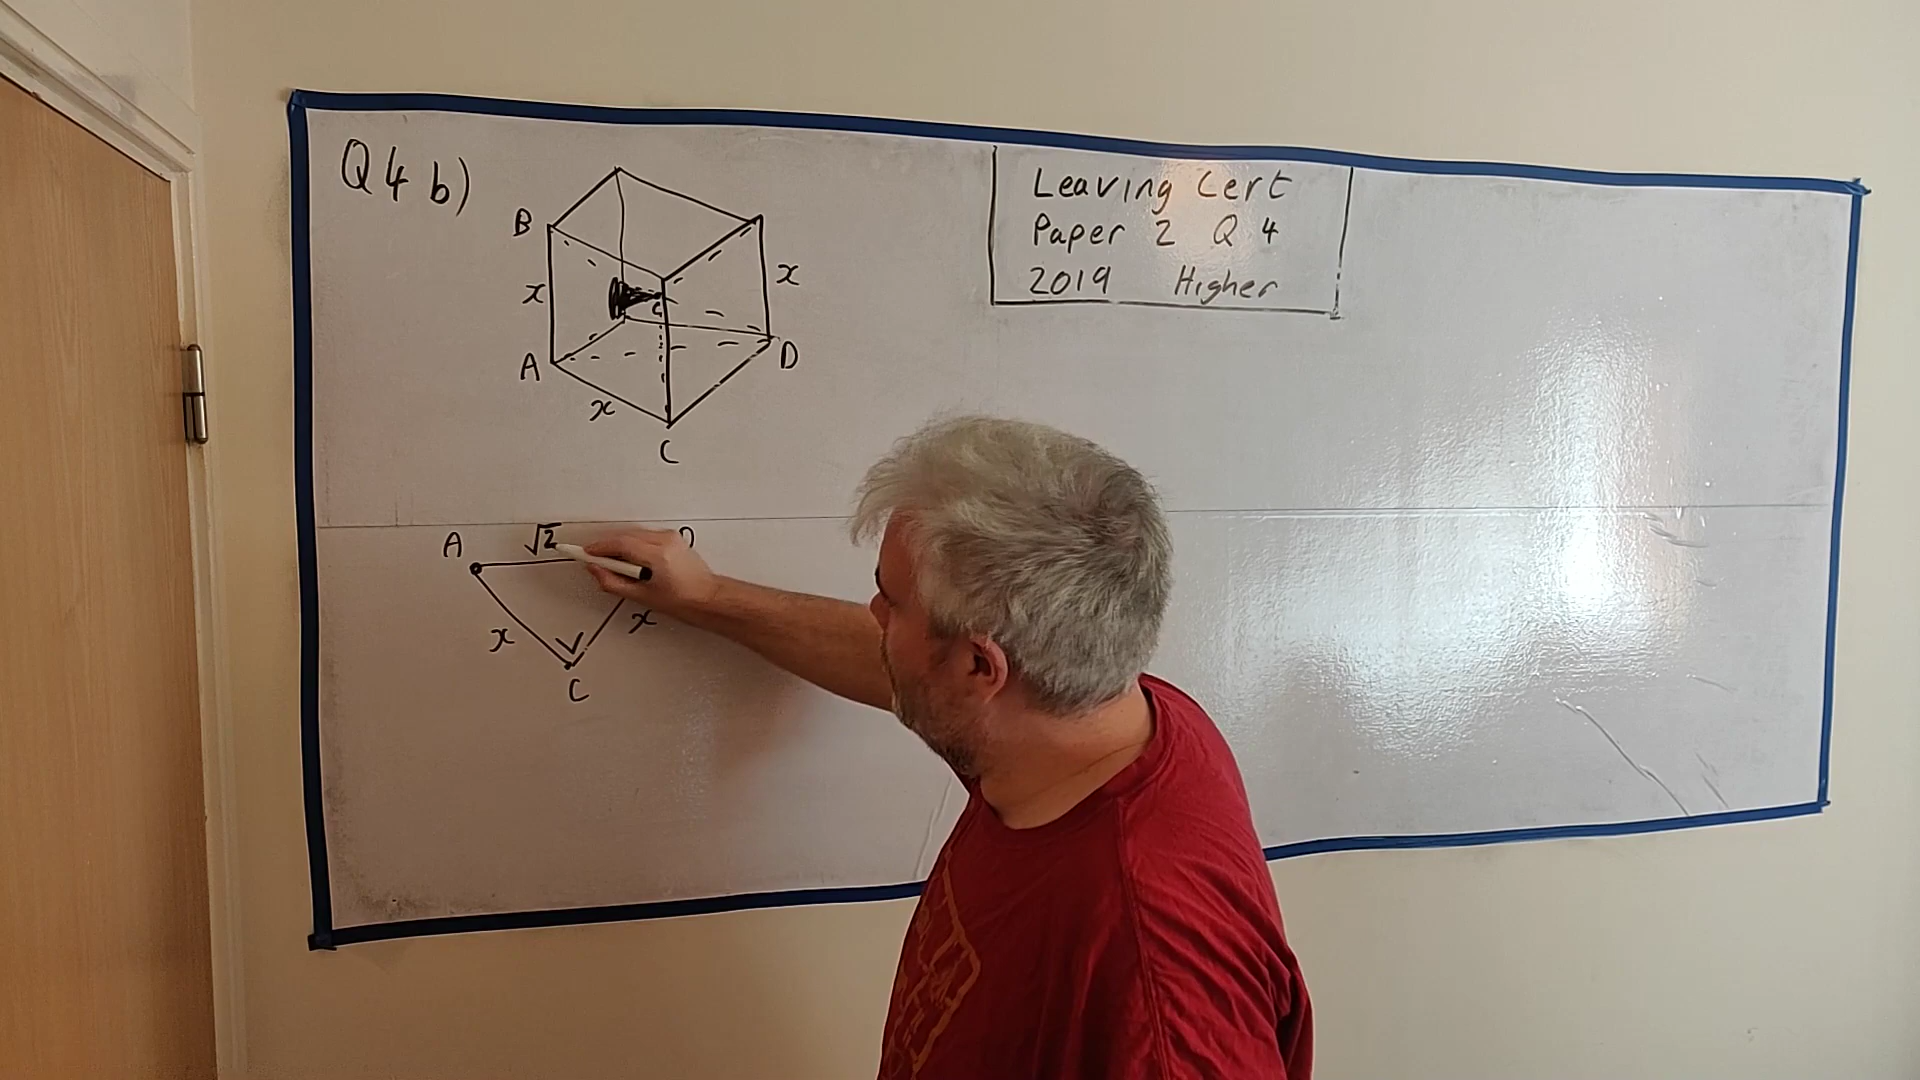 Q4 b)
Leaving Cert
Paper 2 Q 4
2019 Higher
B
x
x
A
D
x
C
A
√2
D
x
x
C